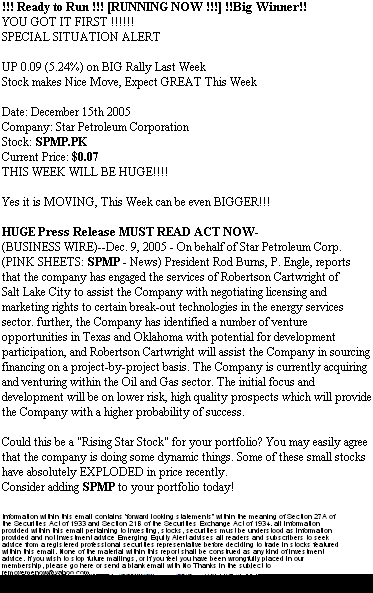 !!! Ready to Run !!! [RUNNING NOW !!!] !!Big Winner!!
YOU GOT IT FIRST !!!!!!
SPECIAL SITUATION ALERT
UP 0.09 (5.24%) on BIG Rally Last Week
Stock makes Nice Move, Expect GREAT This Week
Date: December 15th 2005
Company: Star Petroleum Corporation
Stock: SPMP.PK
Current Price: $0.07
THIS WEEK WILL BE HUGE!!!!
Yes it is MOVING, This Week can be even BIGGER!!!
HUGE Press Release MUST READ ACT NOW-
(BUSINESS WIRE)--Dec. 9, 2005 - On behalf of Star Petroleum Corp.
(PINK SHEETS: SPMP - News) President Rod Burns, P. Engle, reports
that the company has engaged the services of Robertson Cartwright of
Salt Lake City to assist the Company with negotiating licensing and
marketing rights to certain break-out technologies in the energy services
sector. further, the Company has identified a number of venture
opportunities in Texas and Oklahoma with potential for development
participation, and Robertson Cartwright will assist the Company in sourcing
financing on a project-by-project basis. The Company is currently acquiring
and venturing within the Oil and Gas sector. The initial focus and
development will be on lower risk, high quality prospects which will provide
the Company with a higher probability of success.
Could this be a "Rising Star Stock" for your portfolio? You may easily agree
that the company is doing some dynamic things. Some of these small stocks
have absolutely EXPLODED in price recently.
Consider adding SPMP to your portfolio today!
Information within this email contains "forward looking statements" within the meaning of Section 27A of
the Securities Act of 1933 and Section 21B of the Securities Exchange Act of 1934. all information
provided within this email pertaining to investing, stocks, securities must be understood as information
provided and not investment advice. Emerging Equity Alert advises all readers and subscribers to seek
advice from a registered professional securities representative before deciding to trade in stocks featured
within this email. None of the material within this report shall be construed as any kind of investment
advice. If you wish to stop future mailings, or if you feel you have been wrongfully placed in our
membership, please go here or send a blank email with No Thanks in the subject to